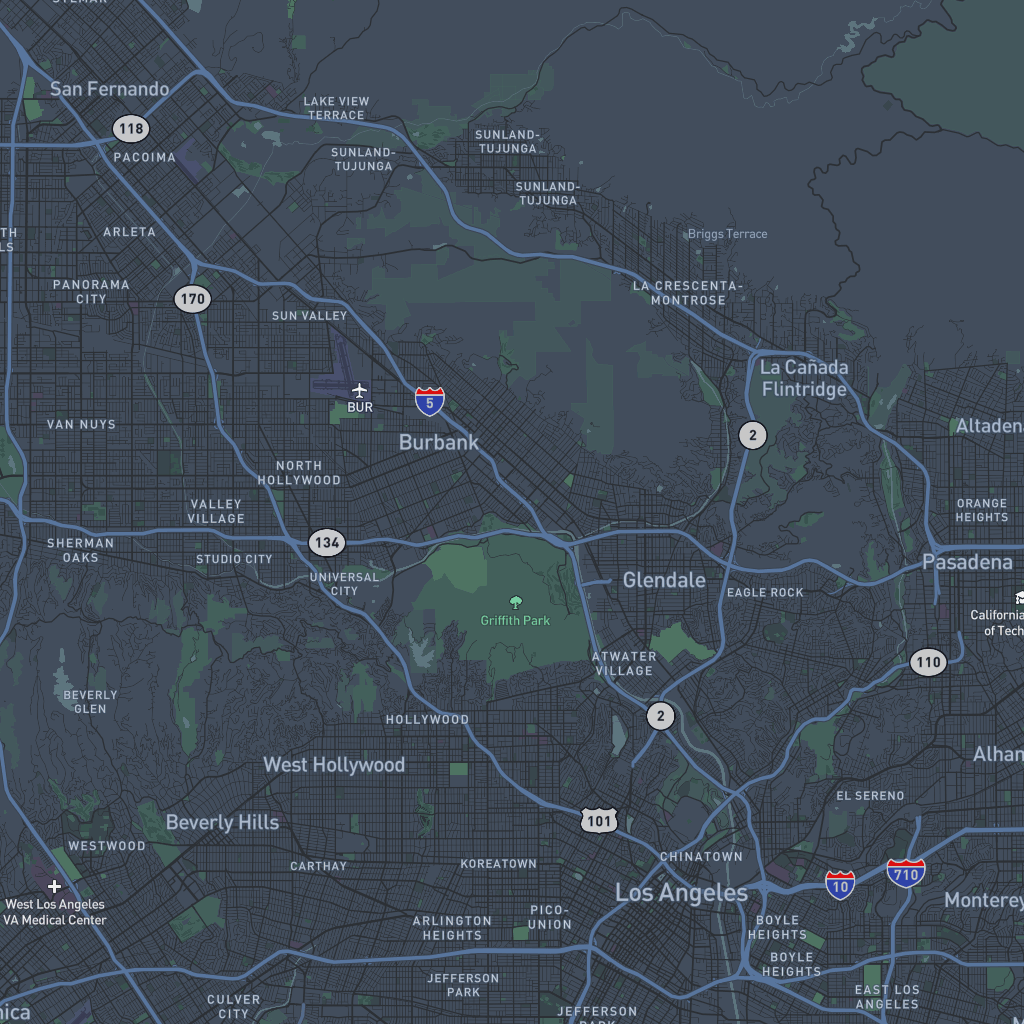 San Fernando
118
PACOIMA
LAKE VIEW
TERRACE
SUNLAND-
TUJUNGA
SUNLAND-
TUJUNGA
SUNLAND-
TUJUNGA
ARLETA
Briggs Terrace
PANORAMA
CITY
170
SUN VALLEY
LA CRESCENTA-
MONTROSE
La Cañada
Flintridge
BUR
5
VAN NUYS
Burbank
2
Altadena
NORTH
HOLLYWOOD
VALLEY
VILLAGE
ORANGE
HEIGHTS
SHERMAN
OAKS
STUDIO CITY
134
UNIVERSAL
CITY
Glendale
Pasadena
EAGLE ROCK
Griffith Park
California
of Tech
ATWATER
VILLAGE
110
BEVERLY
GLEN
HOLLYWOOD
2
West Hollywood
Alham
EL SERENO
Beverly Hills
101
WESTWOOD
CARTHAY
KOREATOWN
CHINATOWN
10
710
West Los Angeles
VA Medical Center
Los Angeles
Monterey
ARLINGTON
HEIGHTS
PICO-
UNION
BOYLE
HEIGHTS
BOYLE
HEIGHTS
JEFFERSON
PARK
CULVER
CITY
EAST LOS
ANGELES
JEFFERSON